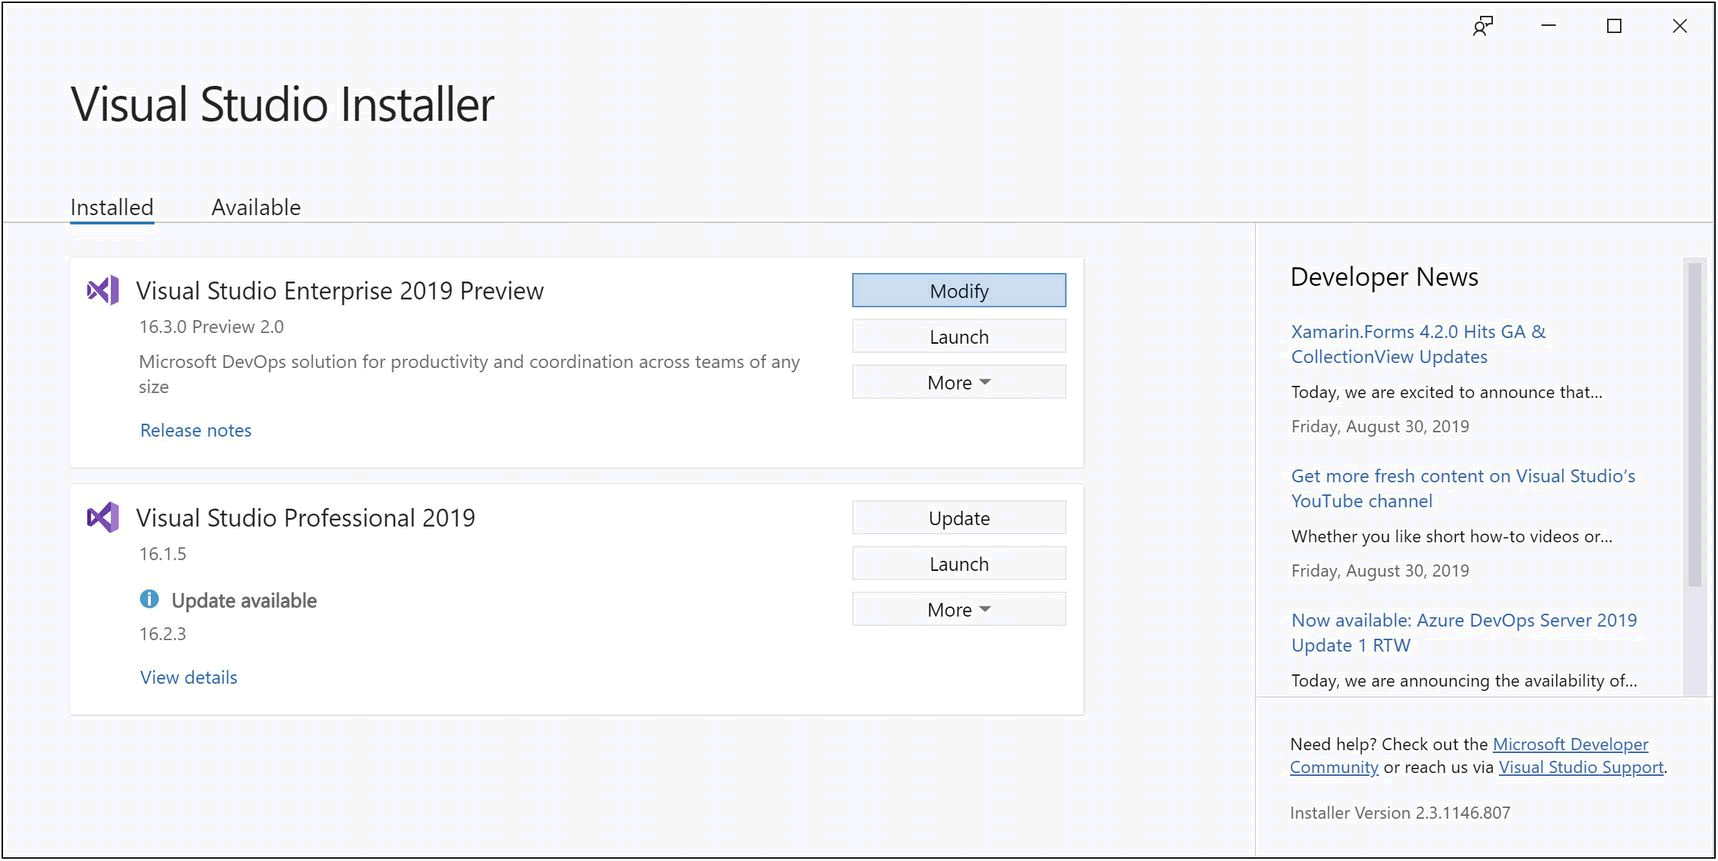 Visual Studio Installer
Installed
Available
Visual Studio Enterprise 2019 Preview
16.3.0 Preview 2.0
Microsoft DevOps solution for productivity and coordination across teams of any
size
Release notes
Modify
Launch
More
Visual Studio Professional 2019
16.1.5
Update available
16.2.3
View details
Update
Launch
More
Developer News
Xamarin.Forms 4.2.0 Hits GA &
CollectionView Updates
Today, we are excited to announce that...
Friday, August 30, 2019
Get more fresh content on Visual Studio's
YouTube channel
Whether you like short how-to videos or...
Friday, August 30, 2019
Now available: Azure DevOps Server 2019
Update 1 RTW
Today, we are announcing the availability of...
Need help? Check out the Microsoft Developer
Community or reach us via Visual Studio Support.
Installer Version 2.3.1146.807